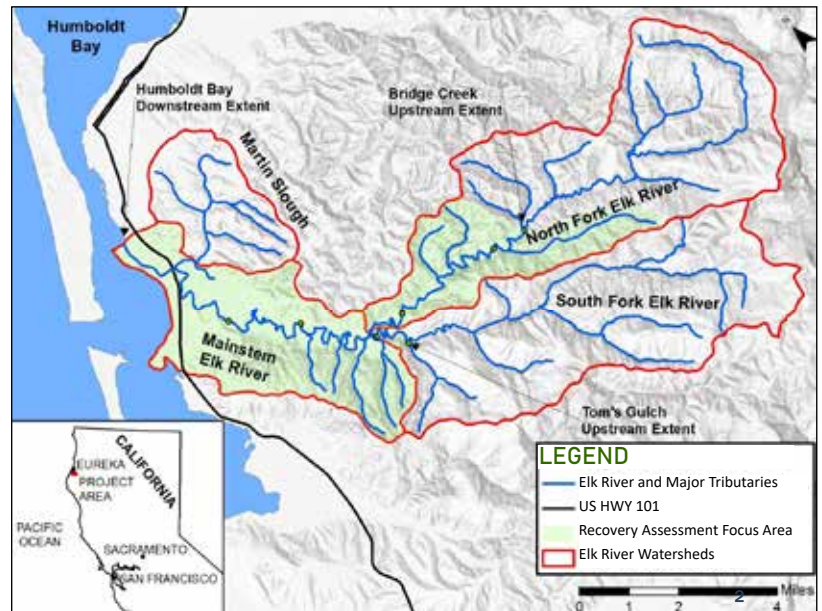 Humboldt
Bay
Humboldt Bay
Downstream Extent
Bridge Creek
Upstream Extent
Martin Slough
North Fork Elk River
South Fork Elk River
Mainstem
Elk River
Tom's Gulch
Upstream Extent
CALIFORNIA
EUREKA
PROJECT
AREA
PACIFIC
OCEAN
SACRAMENTO
SAN FRANCISCO
LEGEND
Elk River and Major Tributaries
US HWY 101
Recovery Assessment Focus Area
Elk River Watersheds
Miles
0 1 2 4
2